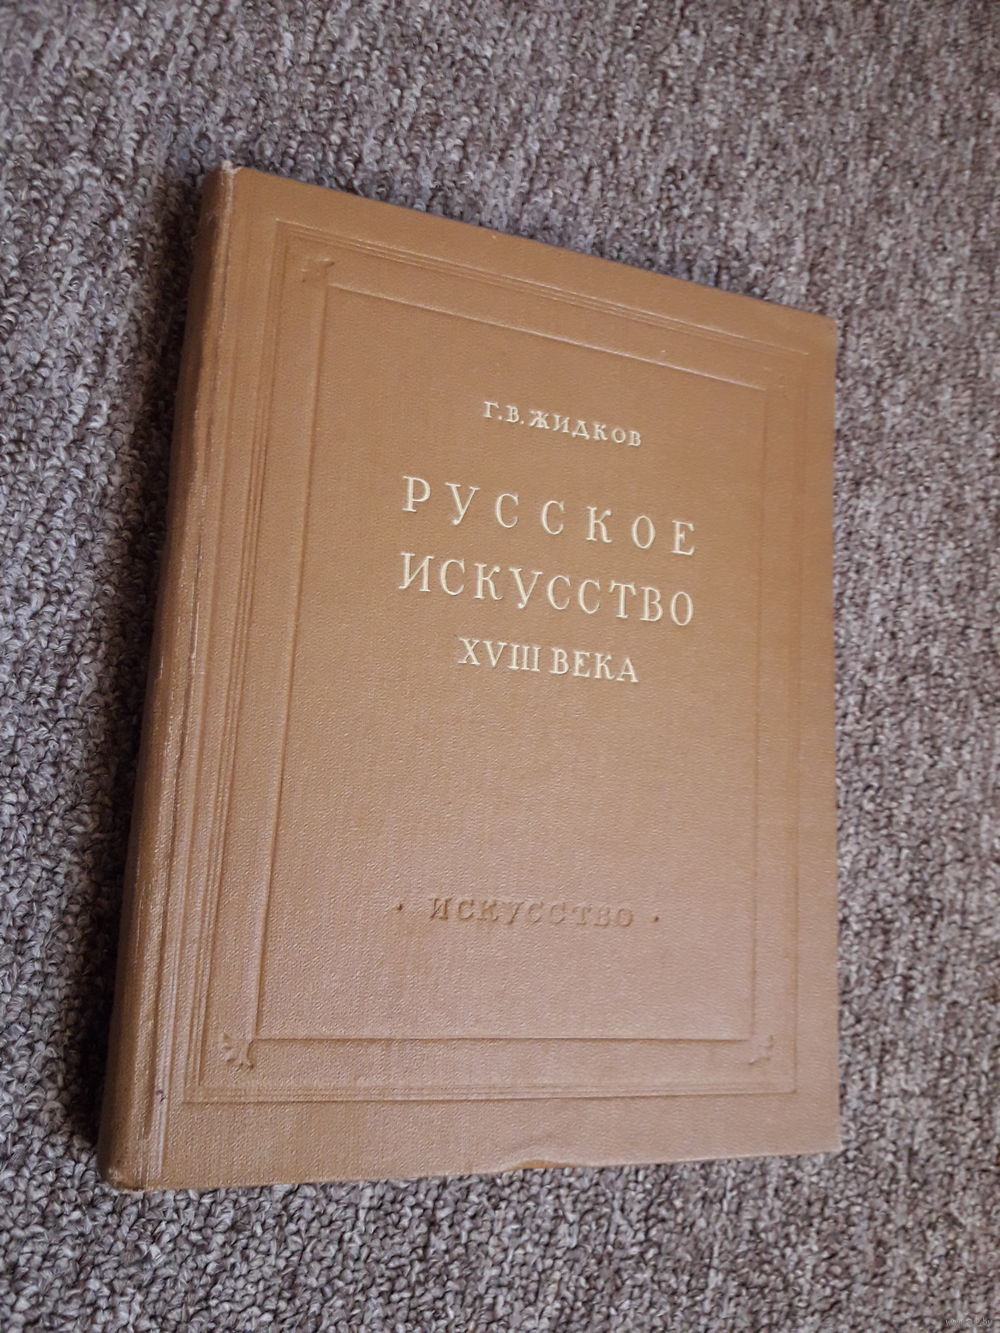 Г.В.ЖИДКОВ
РУССКОЕ
ИСКУССТВО
XVIII ВЕКА
· ИСКУССТВО ·